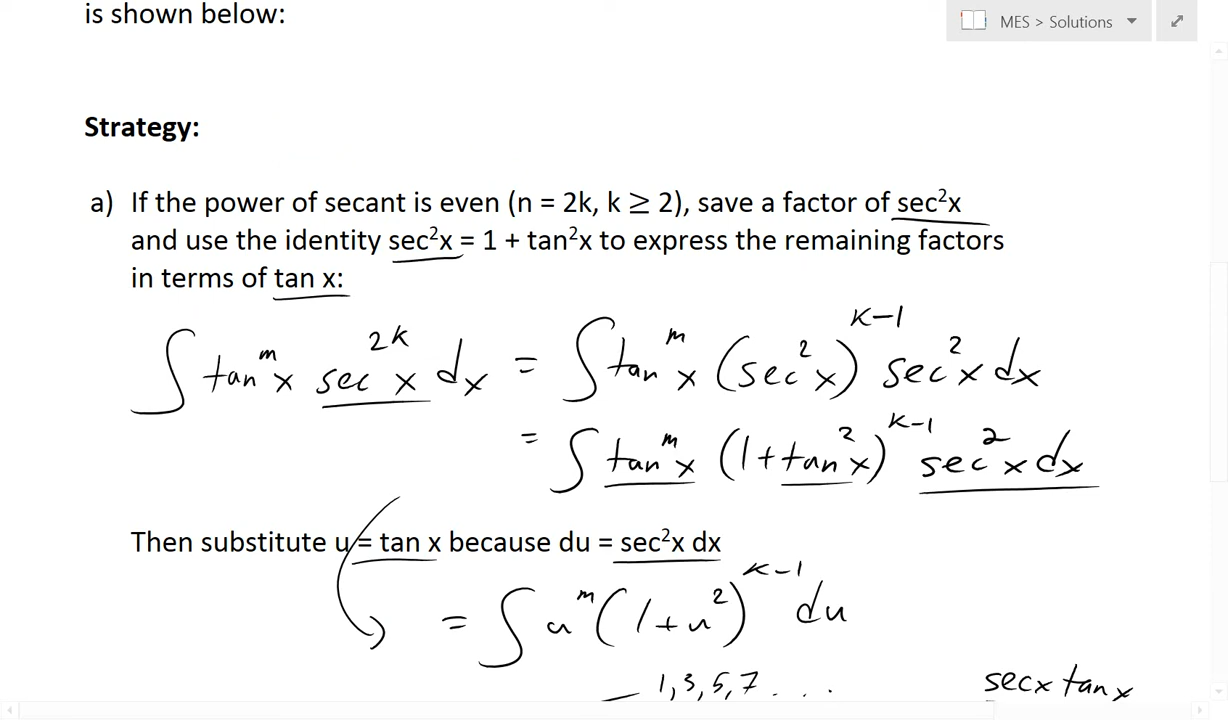 is shown below:
MES > Solutions
Strategy:
a) If the power of secant is even (n = 2k, k ≥ 2), save a factor of sec²x
and use the identity sec²x = 1 + tan²x to express the remaining factors
in terms of tan x:
∫ tanᵐx sec²ᵏx dx = ∫ tanᵐx (sec²x)ᵏ⁻¹ sec²x dx
= ∫ tanᵐx (1 + tan²x)ᵏ⁻¹ sec²x dx
Then substitute u = tan x because du = sec²x dx
= ∫ uᵐ (1 + u²)ᵏ⁻¹ du
1, 3, 5, 7 . . . .
secx tanx